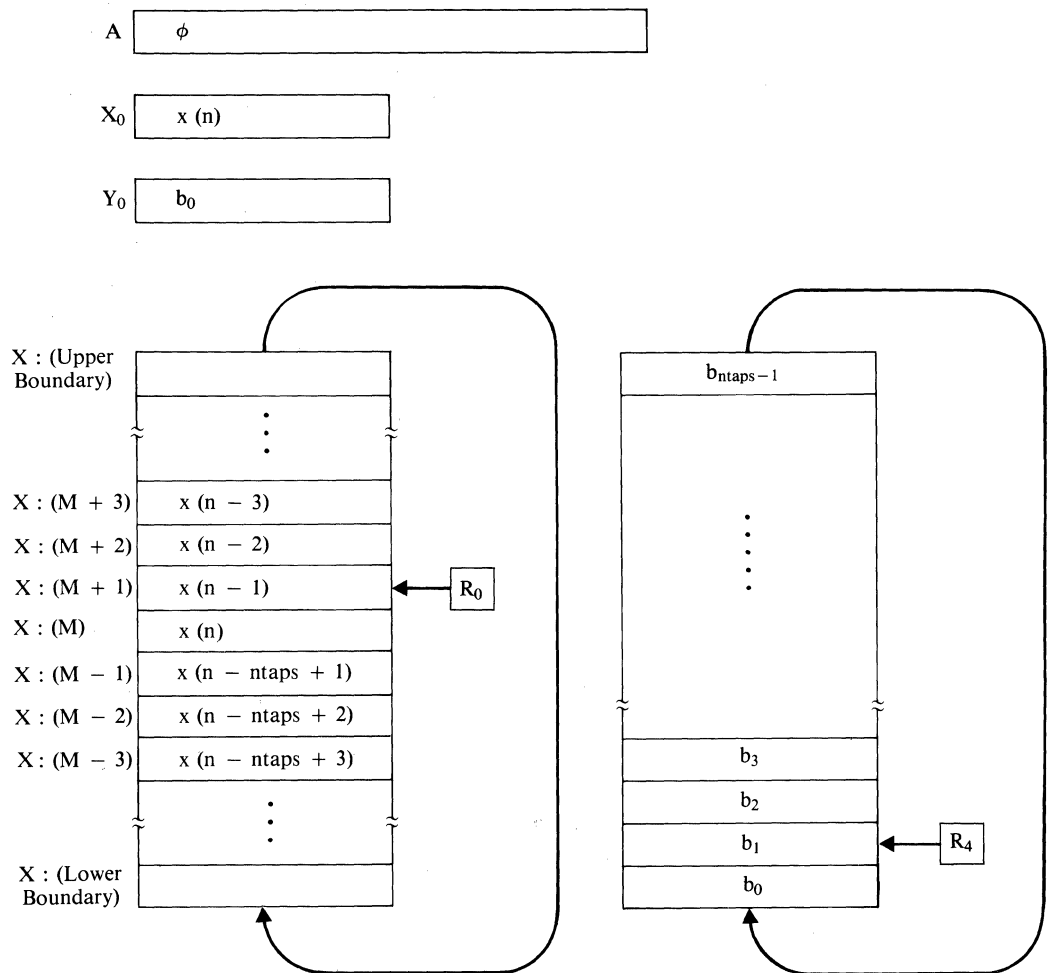 A φ
X₀ x (n)
Y₀ b₀
X : (Upper
Boundary)
X : (M + 3) x (n − 3)
X : (M + 2) x (n − 2)
X : (M + 1) x (n − 1) R₀
X : (M) x (n)
X : (M − 1) x (n − ntaps + 1)
X : (M − 2) x (n − ntaps + 2)
X : (M − 3) x (n − ntaps + 3)
X : (Lower
Boundary)
bₙₜₐₚₛ₋₁
b₃
b₂
b₁ R₄
b₀